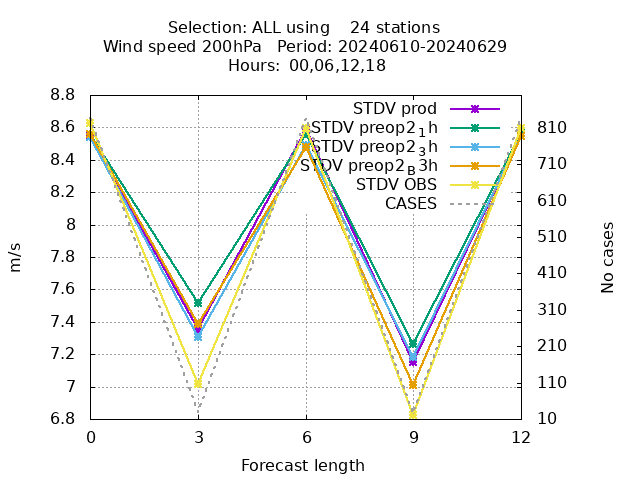 Selection: ALL using 24 stations
Wind speed 200hPa Period: 20240610-20240629
Hours: 00,06,12,18
STDV prod
STDV preop2₁h
STDV preop2₃h
STDV preop2_B3h
STDV OBS
CASES
8.8
8.6
8.4
8.2
8
7.8
7.6
7.4
7.2
7
6.8
m/s
810
710
610
510
410
310
210
110
10
No cases
0 3 6 9 12
Forecast length